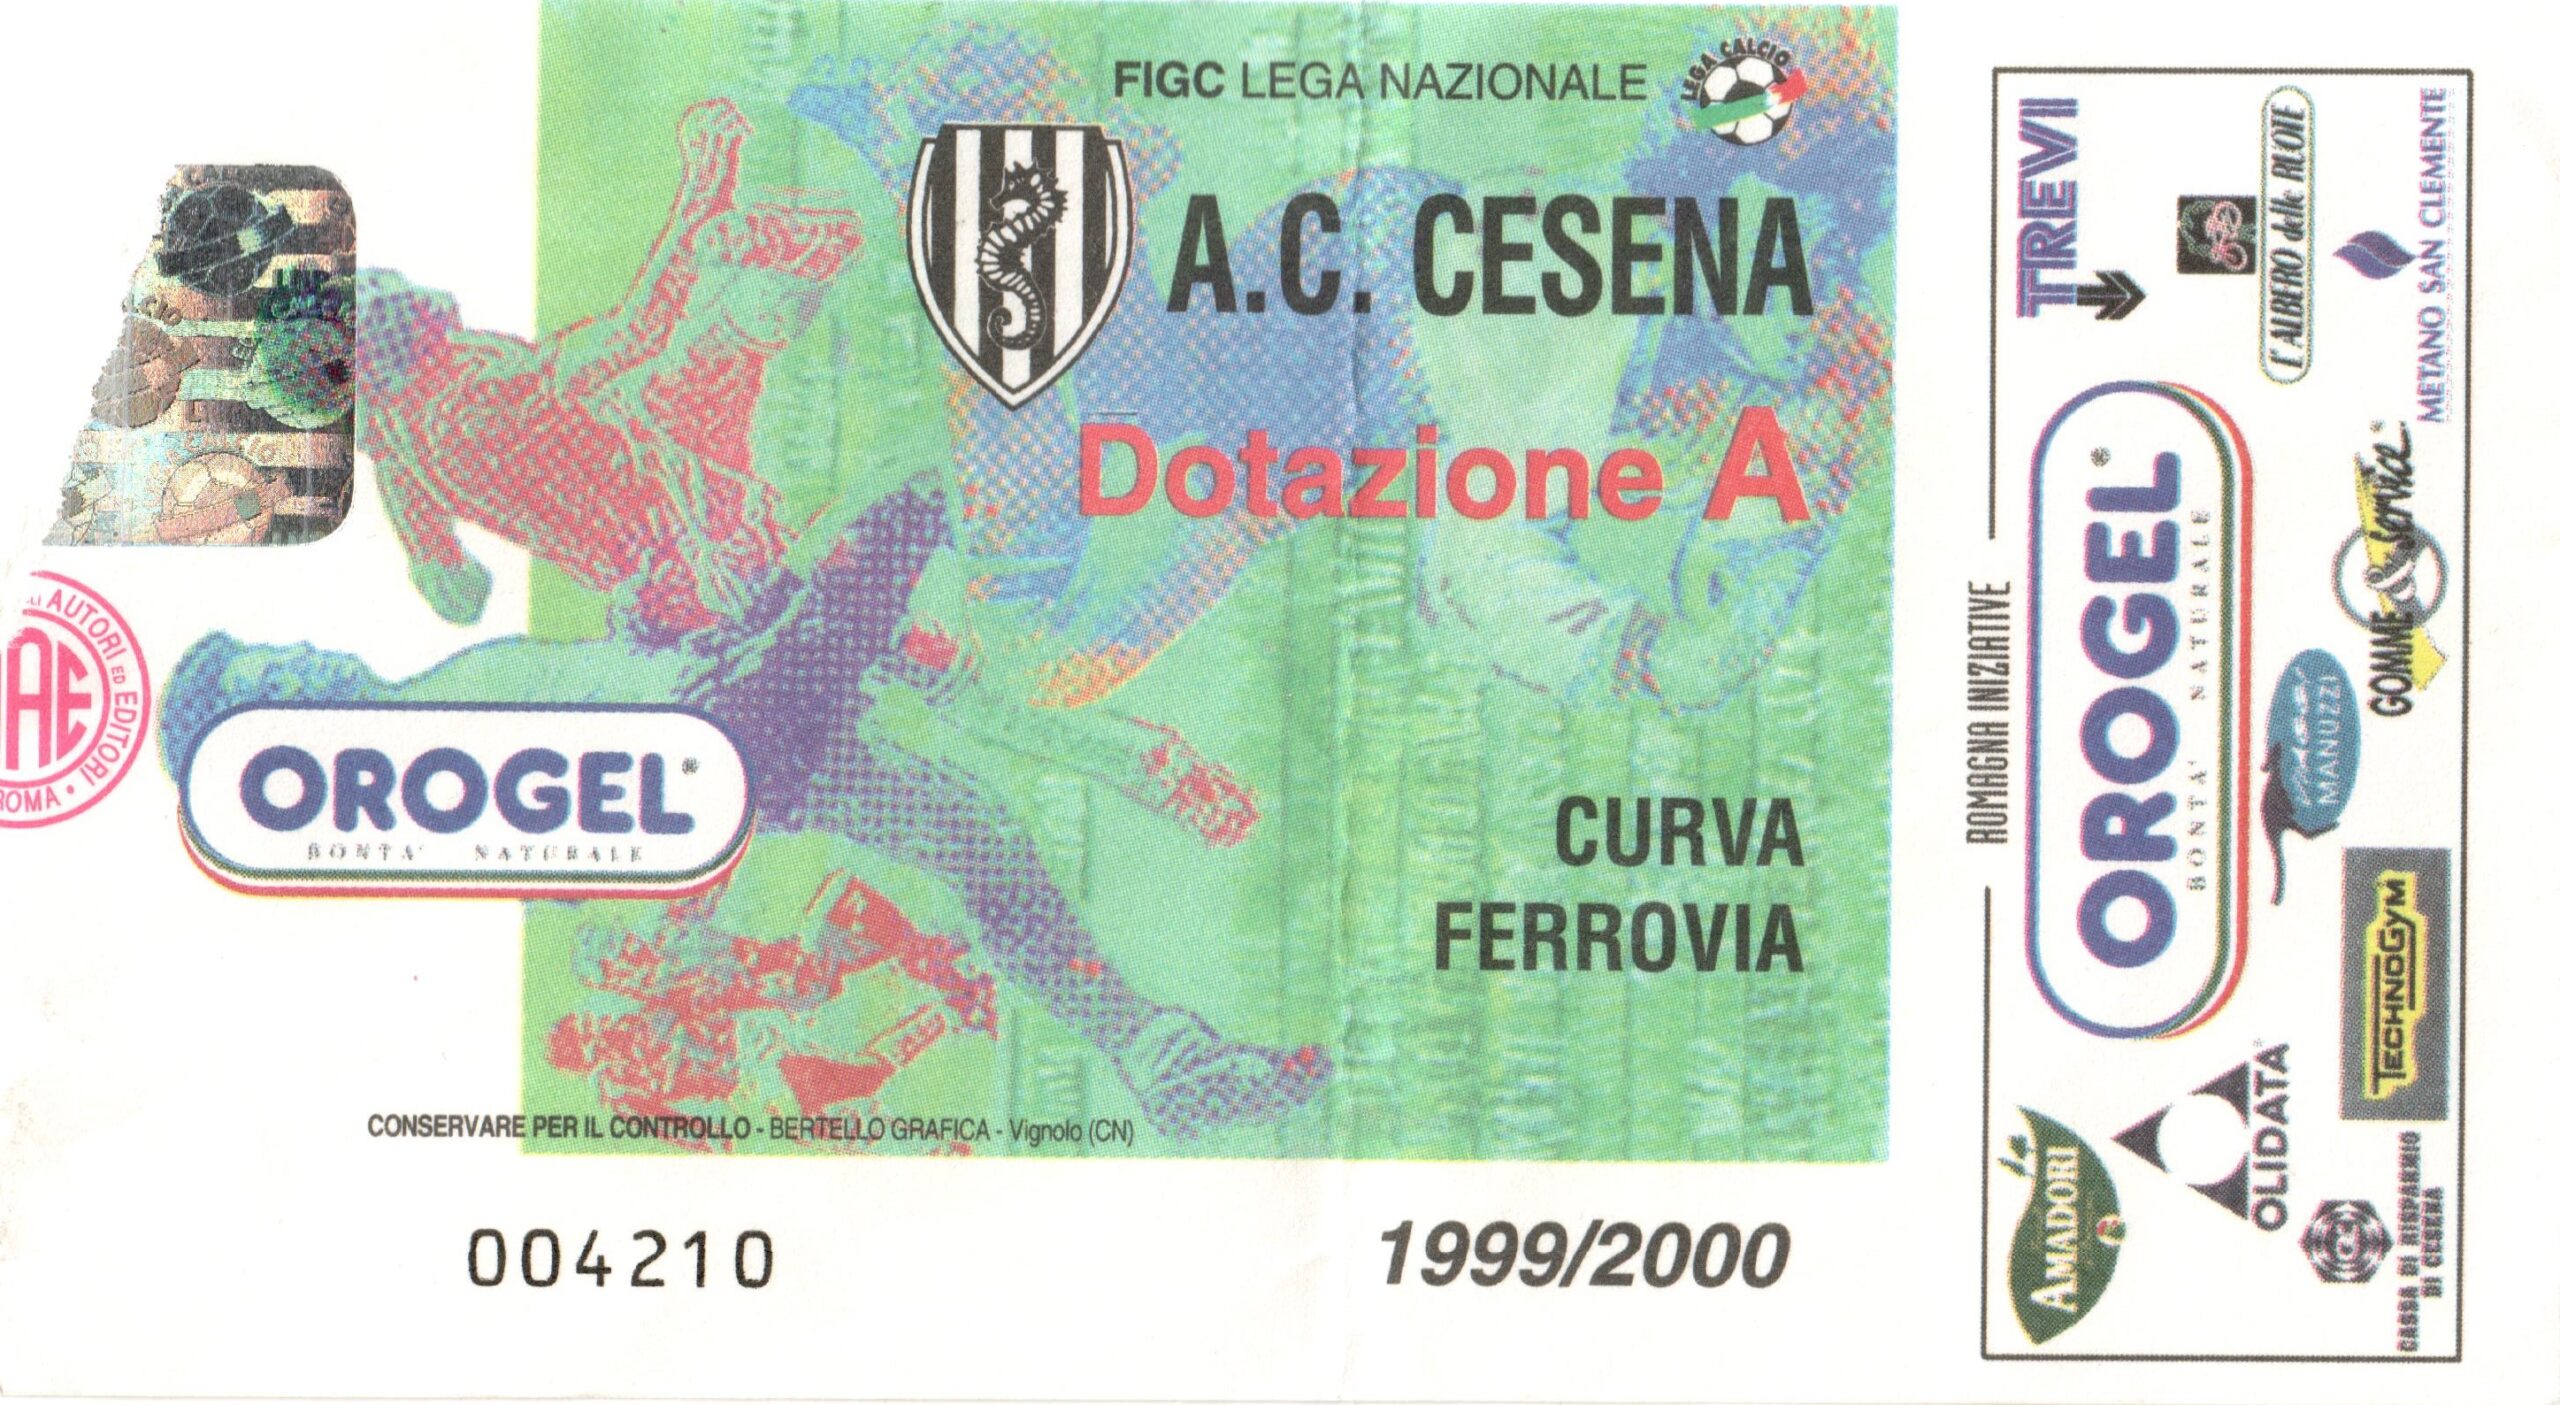 FIGC LEGA NAZIONALE
LEGA CALCIO
A.C. CESENA
Dotazione A
AUTORI ED EDITORI
ROMA
OROGEL®
BONTA' NATURALE
CURVA
FERROVIA
CONSERVARE PER IL CONTROLLO - BERTELLO GRAFICA - Vignolo (CN)
004210
1999/2000
ROMAGNA INIZIATIVE
TREVI
L'ALBERO delle RUOTE
METANO SAN CLEMENTE
OROGEL®
BONTA' NATURALE
GOMME & Service
MANUZZI
TECHNOGYM
OLIDATA®
AMADORI
CASSA DI RISPARMIO
DI CESENA